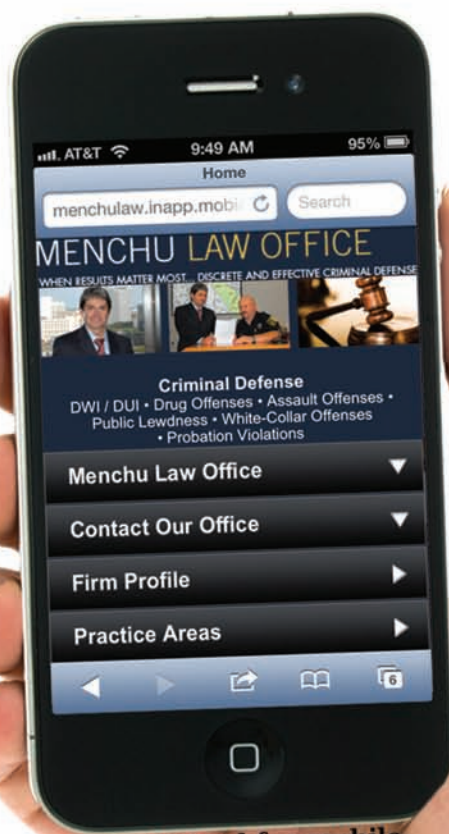 AT&T 9:49 AM 95%
Home
menchulaw.inapp.mobi Search
MENCHU LAW OFFICE
WHEN RESULTS MATTER MOST... DISCRETE AND EFFECTIVE CRIMINAL DEFENSE
Criminal Defense
DWI / DUI • Drug Offenses • Assault Offenses •
Public Lewdness • White-Collar Offenses
• Probation Violations
Menchu Law Office
Contact Our Office
Firm Profile
Practice Areas
6